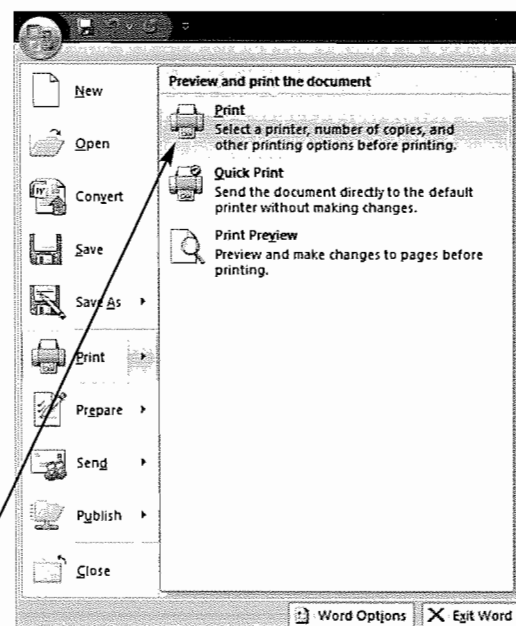 New
Open
Convert
Save
Save As
Print
Prepare
Send
Publish
Close
Preview and print the document
Print
Select a printer, number of copies, and
other printing options before printing.
Quick Print
Send the document directly to the default
printer without making changes.
Print Preview
Preview and make changes to pages before
printing.
Word Options
Exit Word